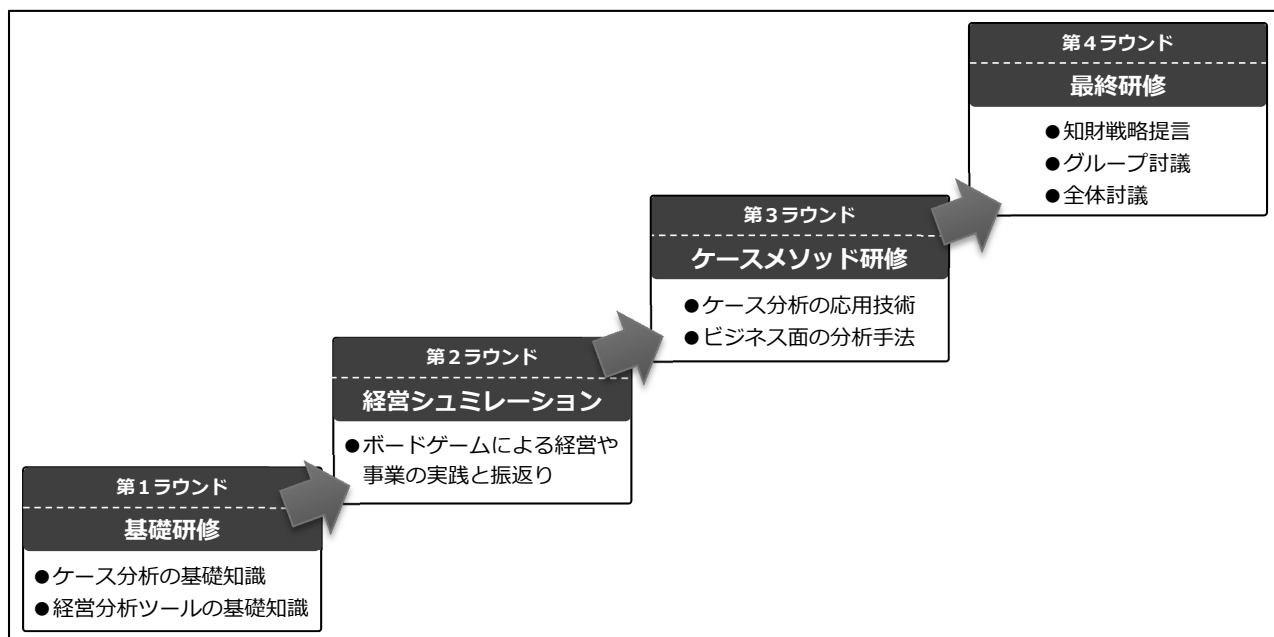 第1ラウンド
基礎研修
●ケース分析の基礎知識
●経営分析ツールの基礎知識
第2ラウンド
経営シュミレーション
●ボードゲームによる経営や
事業の実践と振返り
第3ラウンド
ケースメソッド研修
●ケース分析の応用技術
●ビジネス面の分析手法
第4ラウンド
最終研修
●知財戦略提言
●グループ討議
●全体討議